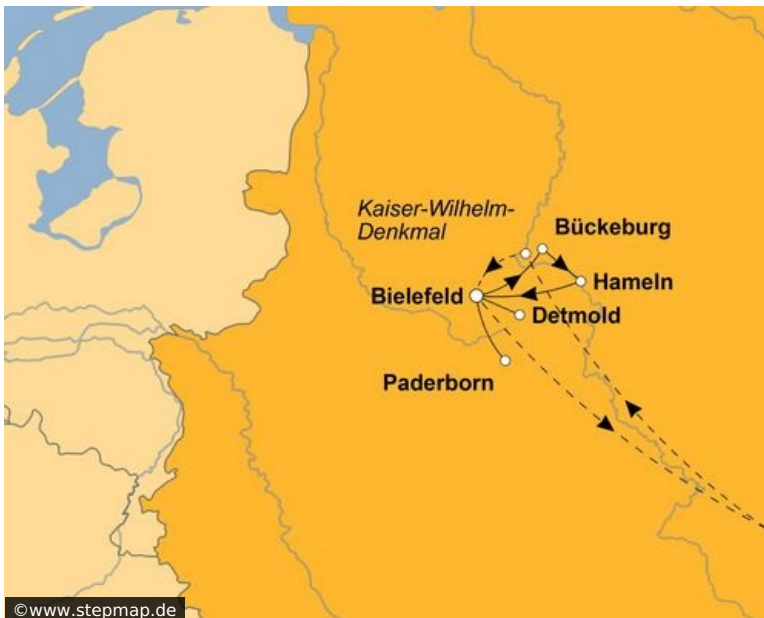 Kaiser-Wilhelm-
Denkmal
Bückeburg
Hameln
Bielefeld
Detmold
Paderborn
©www.stepmap.de